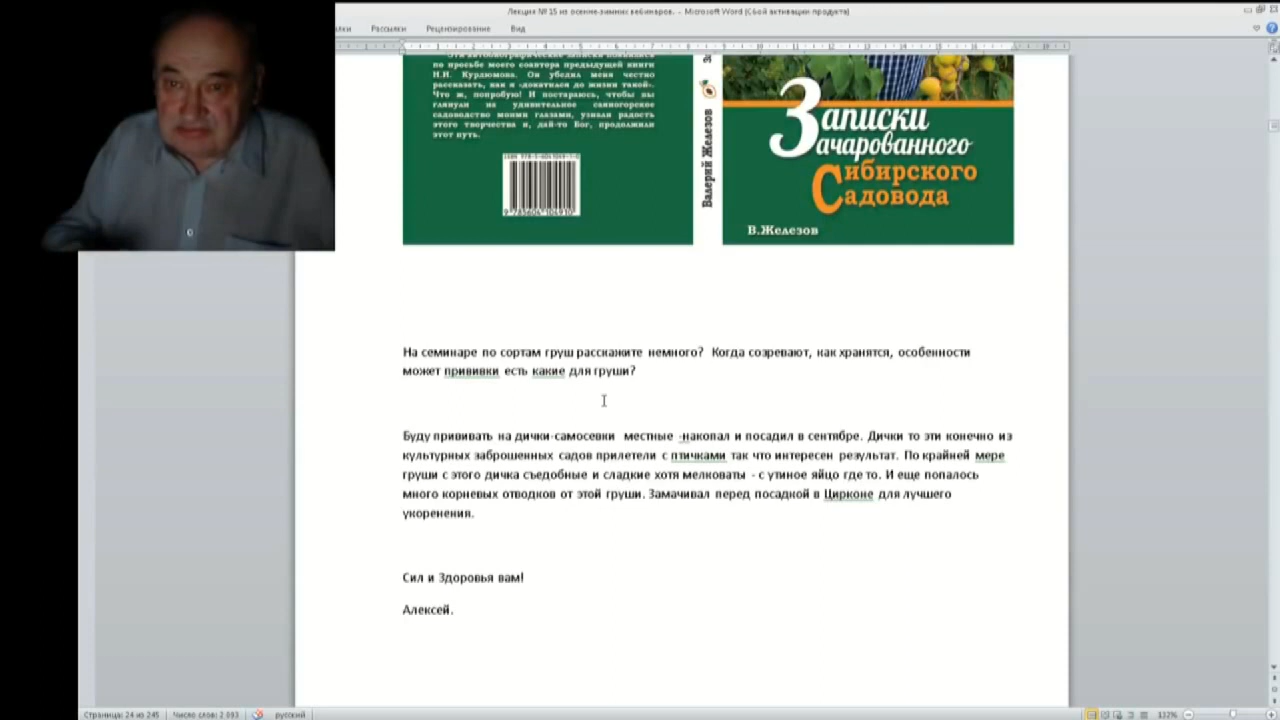 Лекция № 15 из осенне-зимних вебинаров. - Microsoft Word (Сбой активации продукта)
Рассылки Рецензирование Вид
по просьбе моего соавтора предыдущей книги
Н.И. Курдюмова. Он убедил меня честно
рассказать, как я «докатился до жизни такой».
Что ж, попробую! И постараюсь, чтобы вы
глянули на удивительное саяногорское
садоводство моими глазами, узнали радость
этого творчества и, дай-то Бог, продолжили
этот путь.
Валерий Железов
Записки
Зачарованного
Сибирского
Садовода
В.Железов
На семинаре по сортам груш расскажите немного? Когда созревают, как хранятся, особенности
может прививки есть какие для груши?
Буду прививать на дички-самосевки местные -накопал и посадил в сентябре. Дички то эти конечно из
культурных заброшенных садов прилетели с птичками так что интересен результат. По крайней мере
груши с этого дичка съедобные и сладкие хотя мелковаты - с утиное яйцо где то. И еще попалось
много корневых отводков от этой груши. Замачивал перед посадкой в Цирконе для лучшего
укоренения.
Сил и Здоровья вам!
Алексей.
Страница: 24 из 245 Число слов: 2 093 русский 132%